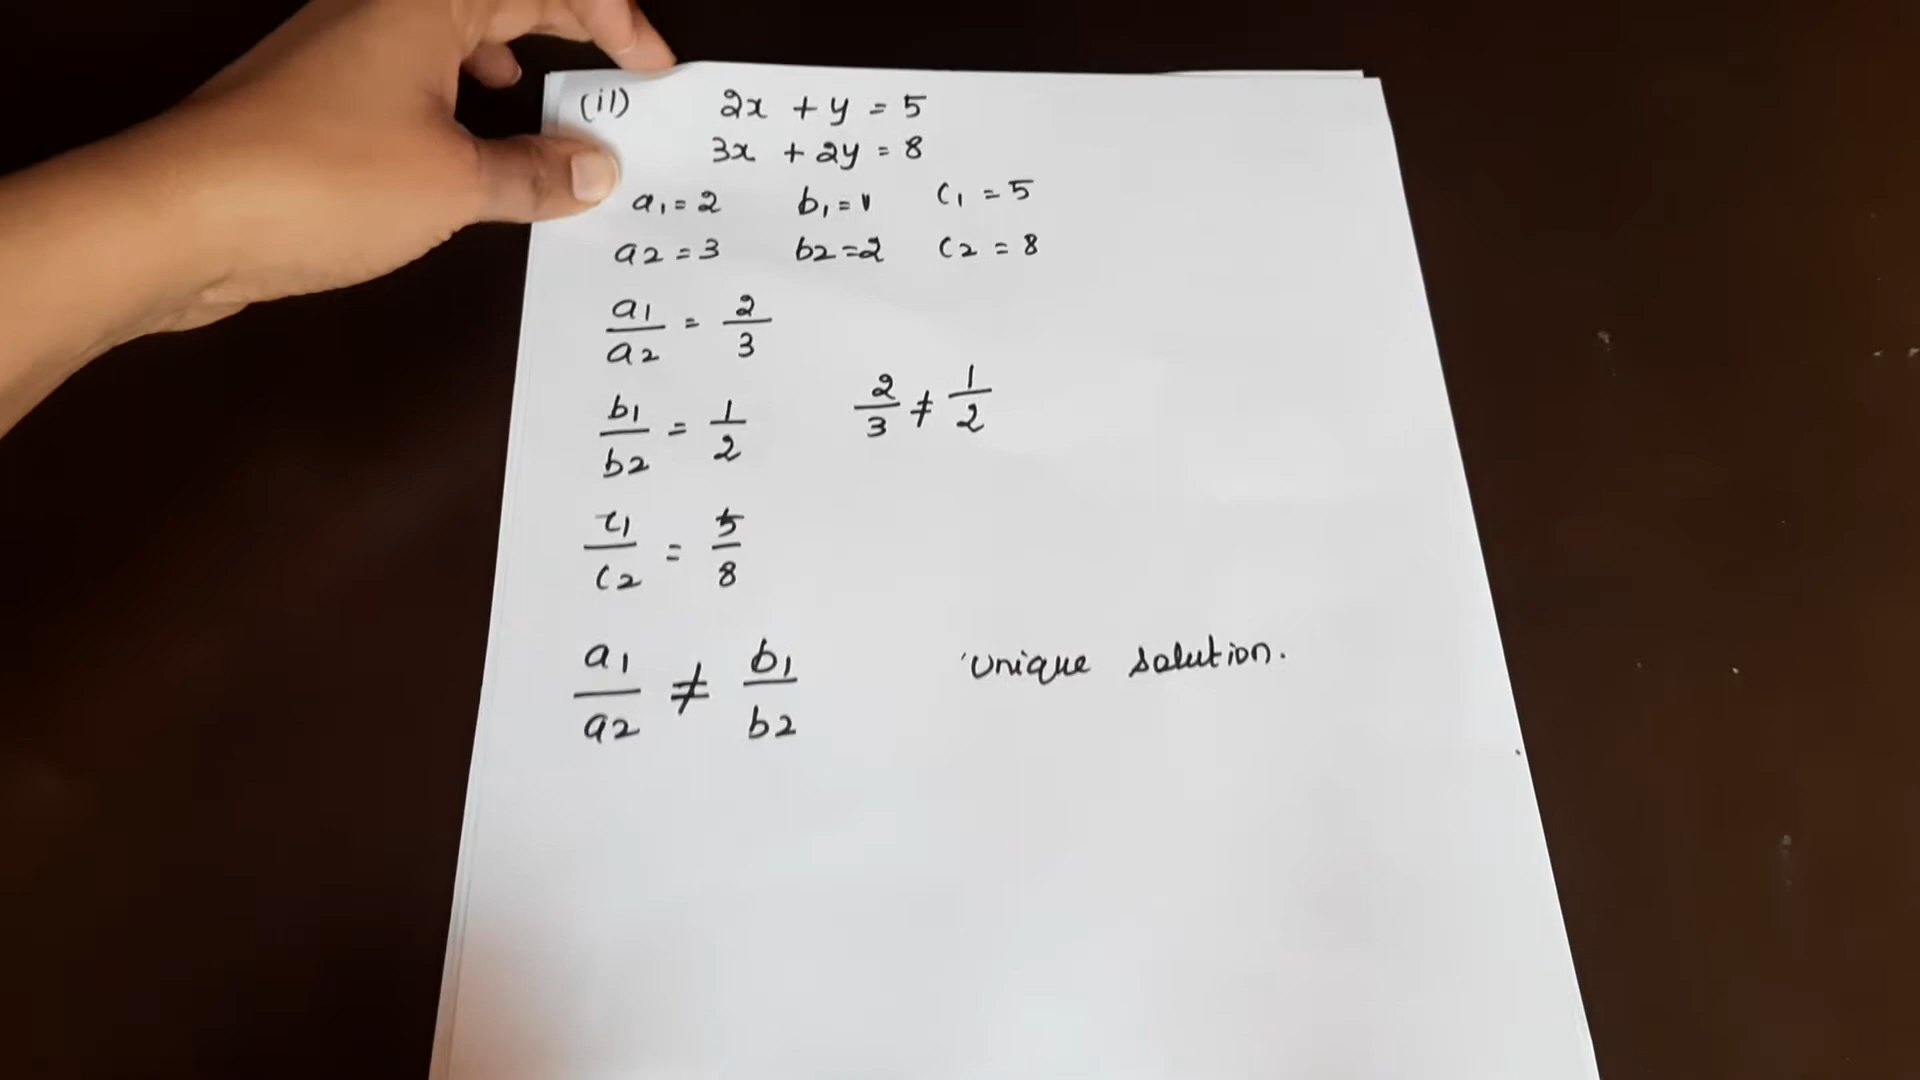 (ii) 2x + y = 5
3x + 2y = 8
a1 = 2 b1 = 1 c1 = 5
a2 = 3 b2 = 2 c2 = 8
a1/a2 = 2/3
b1/b2 = 1/2 2/3 ≠ 1/2
c1/c2 = 5/8
a1/a2 ≠ b1/b2 unique solution.